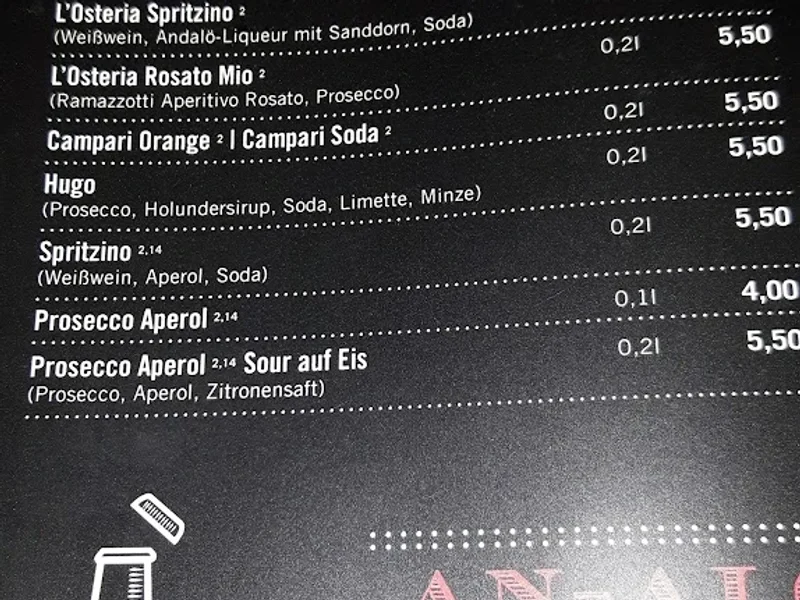 L'Osteria Spritzino ²
(Weißwein, Andalö-Liqueur mit Sanddorn, Soda)
L'Osteria Rosato Mio ² 0,2l 5,50
(Ramazzotti Aperitivo Rosato, Prosecco)
Campari Orange ² | Campari Soda ² 0,2l 5,50
Hugo 0,2l 5,50
(Prosecco, Holundersirup, Soda, Limette, Minze)
Spritzino ²,¹⁴ 0,2l 5,50
(Weißwein, Aperol, Soda)
Prosecco Aperol ²,¹⁴ 0,1l 4,00
Prosecco Aperol ²,¹⁴ Sour auf Eis 0,2l 5,50
(Prosecco, Aperol, Zitronensaft)